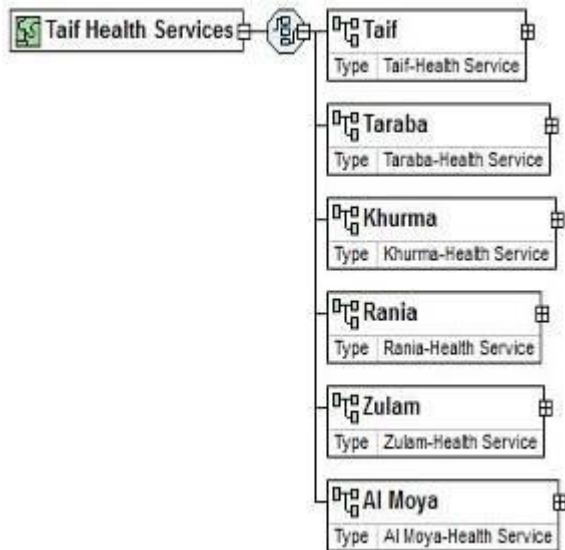 Taif Health Services
Taif
Type Taif-Health Service
Taraba
Type Taraba-Health Service
Khurma
Type Khurma-Health Service
Rania
Type Rania-Health Service
Zulam
Type Zulam-Health Service
Al Moya
Type Al Moya-Health Service